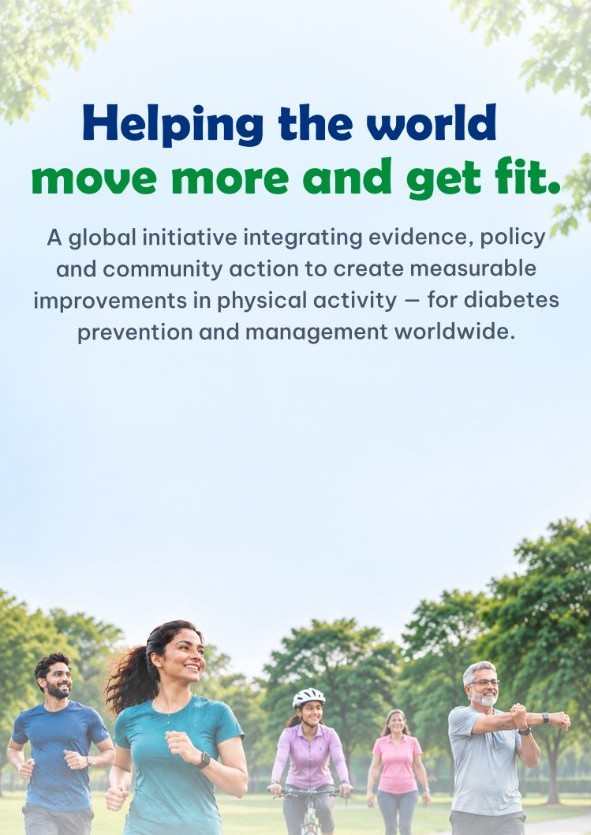 Helping the world
move more and get fit.
A global initiative integrating evidence, policy
and community action to create measurable
improvements in physical activity — for diabetes
prevention and management worldwide.